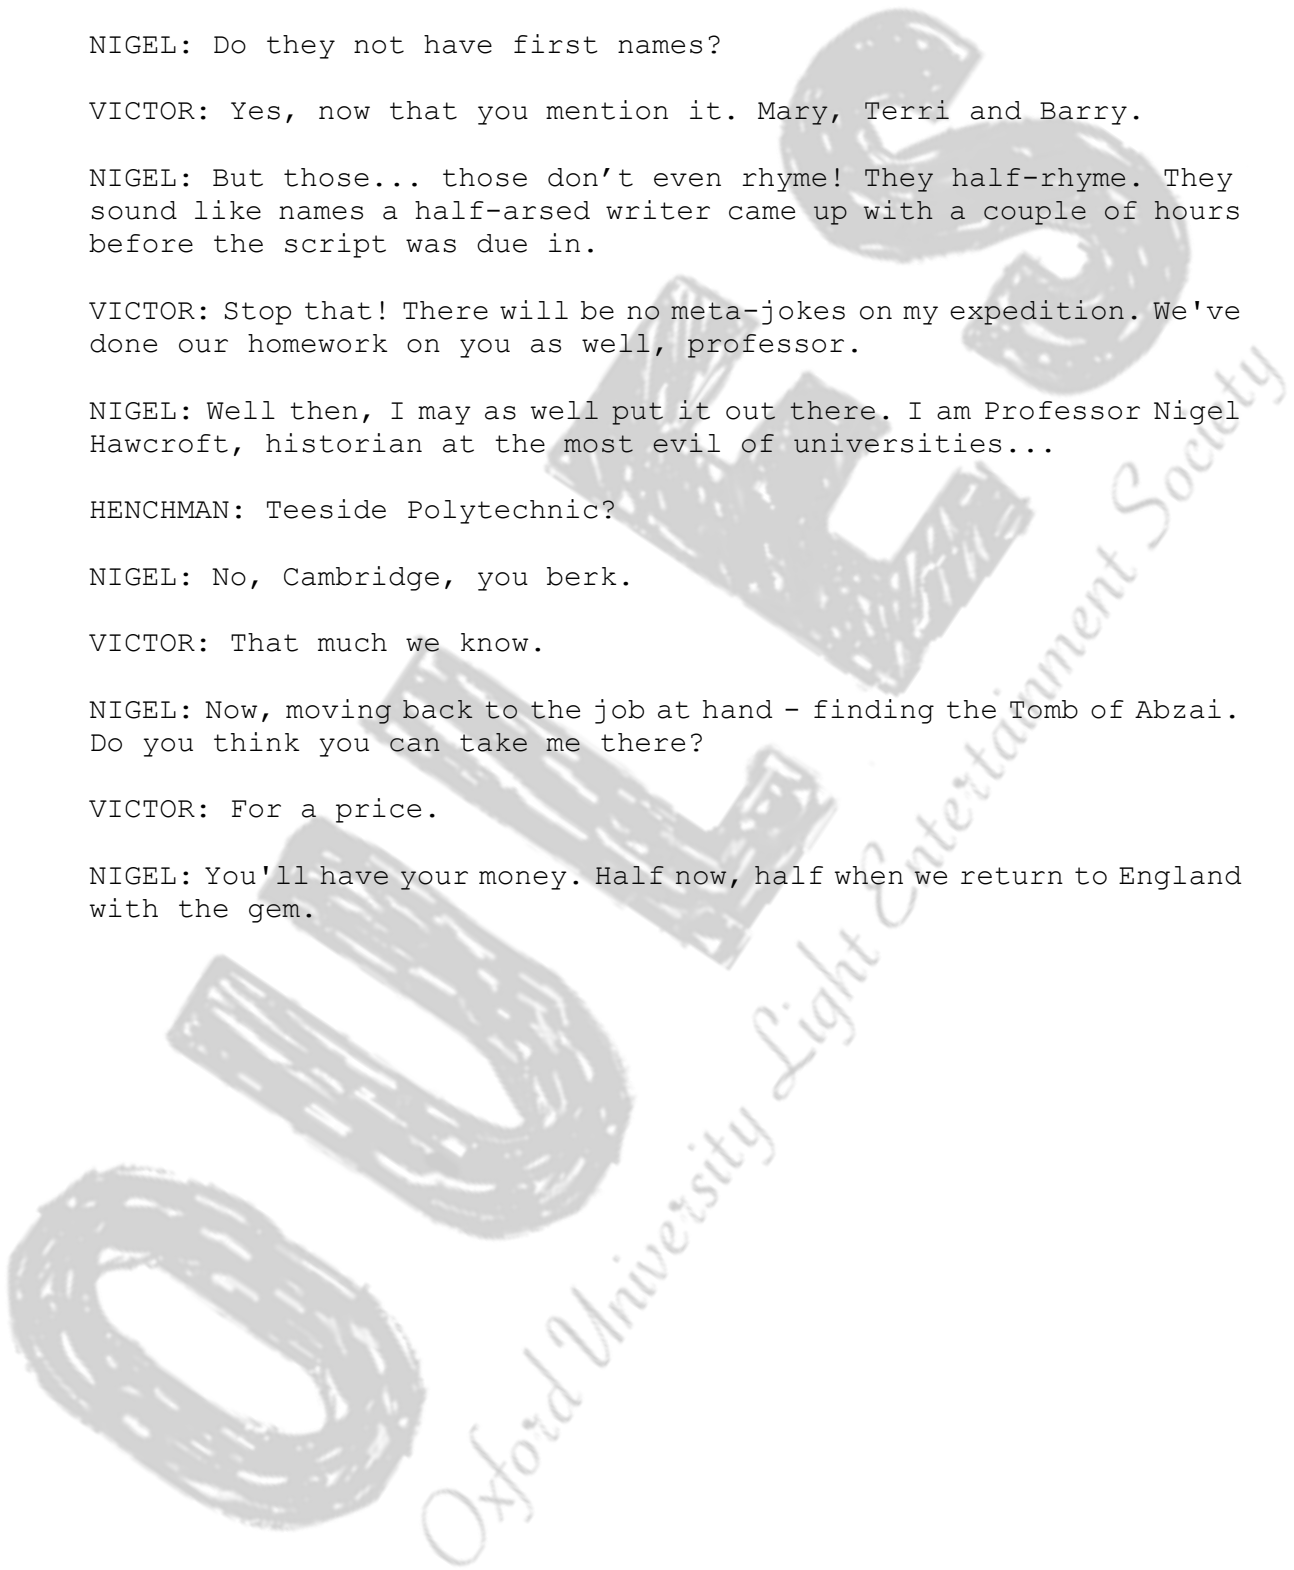 NIGEL: Do they not have first names?
VICTOR: Yes, now that you mention it. Mary, Terri and Barry.
NIGEL: But those... those don’t even rhyme! They half-rhyme. They
sound like names a half-arsed writer came up with a couple of hours
before the script was due in.
VICTOR: Stop that! There will be no meta-jokes on my expedition. We've
done our homework on you as well, professor.
NIGEL: Well then, I may as well put it out there. I am Professor Nigel
Hawcroft, historian at the most evil of universities...
HENCHMAN: Teeside Polytechnic?
NIGEL: No, Cambridge, you berk.
VICTOR: That much we know.
NIGEL: Now, moving back to the job at hand - finding the Tomb of Abzai.
Do you think you can take me there?
VICTOR: For a price.
NIGEL: You'll have your money. Half now, half when we return to England
with the gem.
OULES
Oxford University Light Entertainment Society